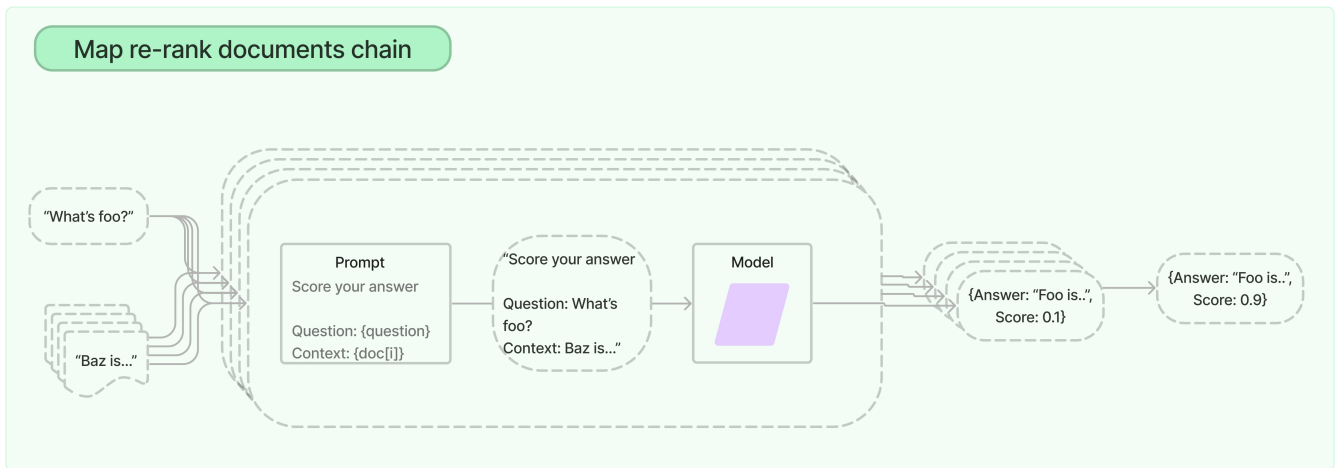 Map re-rank documents chain
“What’s foo?”
“Baz is...”
Prompt
Score your answer
Question: {question}
Context: {doc[i]}
“Score your answer
Question: What’s
foo?
Context: Baz is...”
Model
{Answer: “Foo is..”,
Score: 0.1}
{Answer: “Foo is..”,
Score: 0.9}